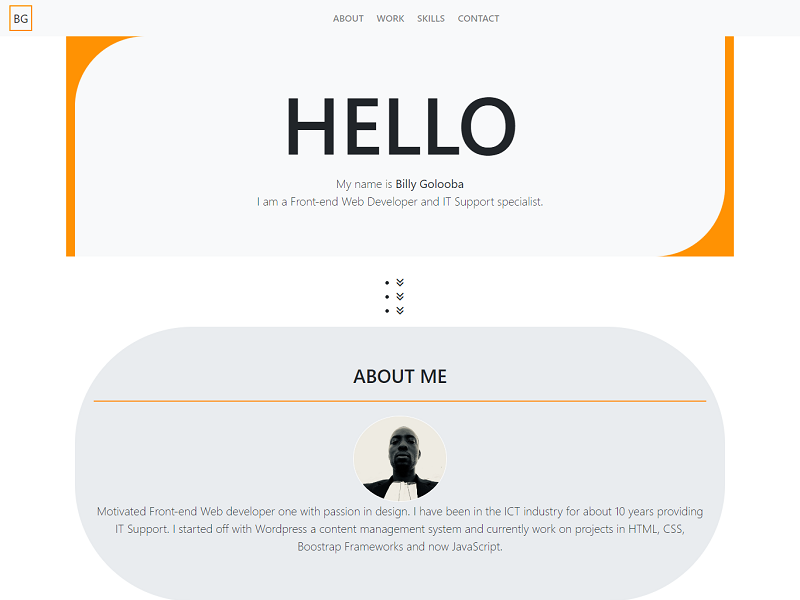 BG
ABOUT WORK SKILLS CONTACT
HELLO
My name is Billy Golooba
I am a Front-end Web Developer and IT Support specialist.
ABOUT ME
Motivated Front-end Web developer one with passion in design. I have been in the ICT industry for about 10 years providing
IT Support. I started off with Wordpress a content management system and currently work on projects in HTML, CSS,
Boostrap Frameworks and now JavaScript.